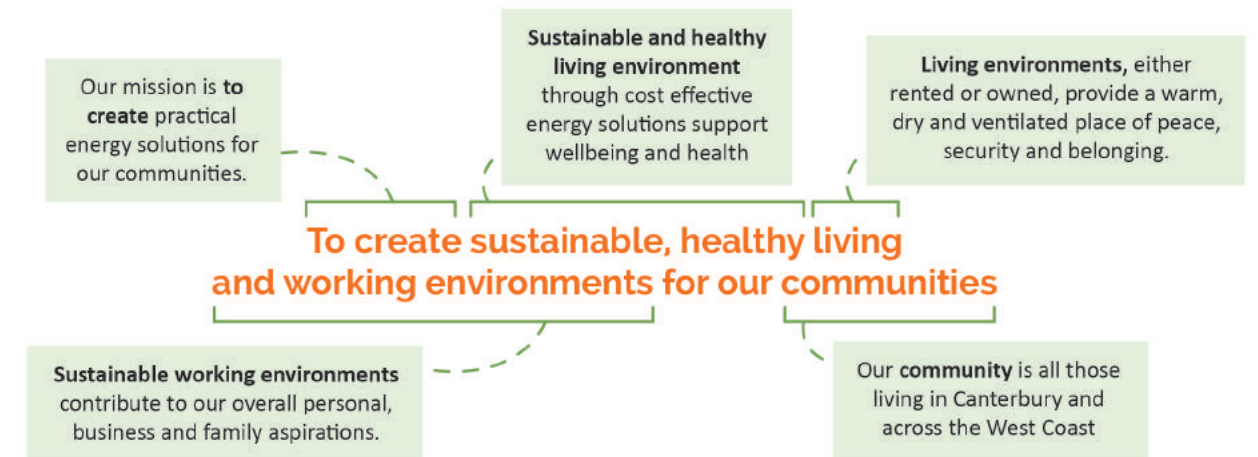 Our mission is to
create practical
energy solutions for
our communities.
Sustainable and healthy
living environment
through cost effective
energy solutions support
wellbeing and health
Living environments, either
rented or owned, provide a warm,
dry and ventilated place of peace,
security and belonging.
To create sustainable, healthy living
and working environments for our communities
Sustainable working environments
contribute to our overall personal,
business and family aspirations.
Our community is all those
living in Canterbury and
across the West Coast